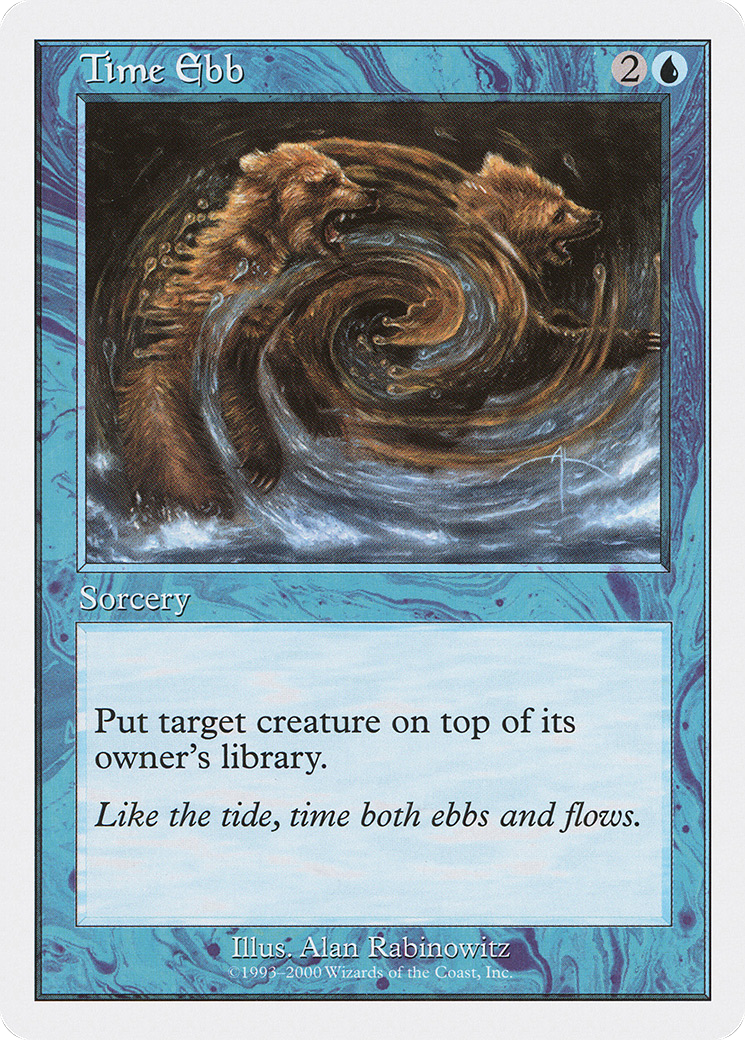 Time Ebb
2
Sorcery
Put target creature on top of its
owner's library.
Like the tide, time both ebbs and flows.
Illus. Alan Rabinowitz
©1993–2000 Wizards of the Coast, Inc.